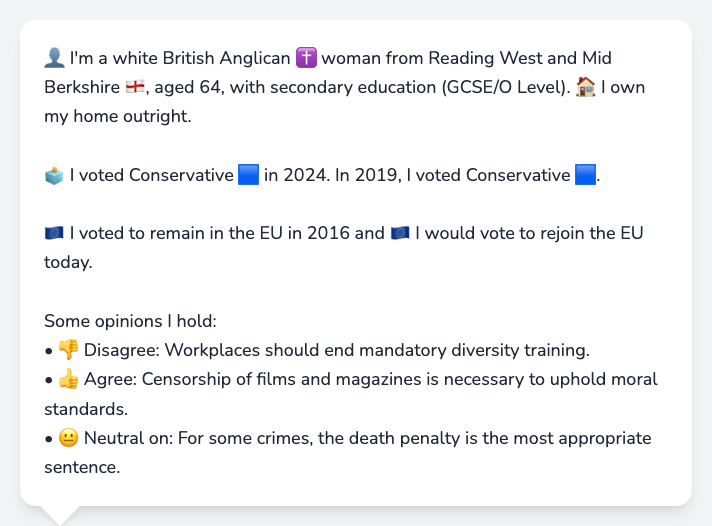 👤 I'm a white British Anglican ✝️ woman from Reading West and Mid
Berkshire 🏴󠁧󠁢󠁥󠁮󠁧󠁿, aged 64, with secondary education (GCSE/O Level). 🏠 I own
my home outright.
🗳️ I voted Conservative 🟦 in 2024. In 2019, I voted Conservative 🟦.
🇪🇺 I voted to remain in the EU in 2016 and 🇪🇺 I would vote to rejoin the EU
today.
Some opinions I hold:
• 👎 Disagree: Workplaces should end mandatory diversity training.
• 👍 Agree: Censorship of films and magazines is necessary to uphold moral
standards.
• 😐 Neutral on: For some crimes, the death penalty is the most appropriate
sentence.